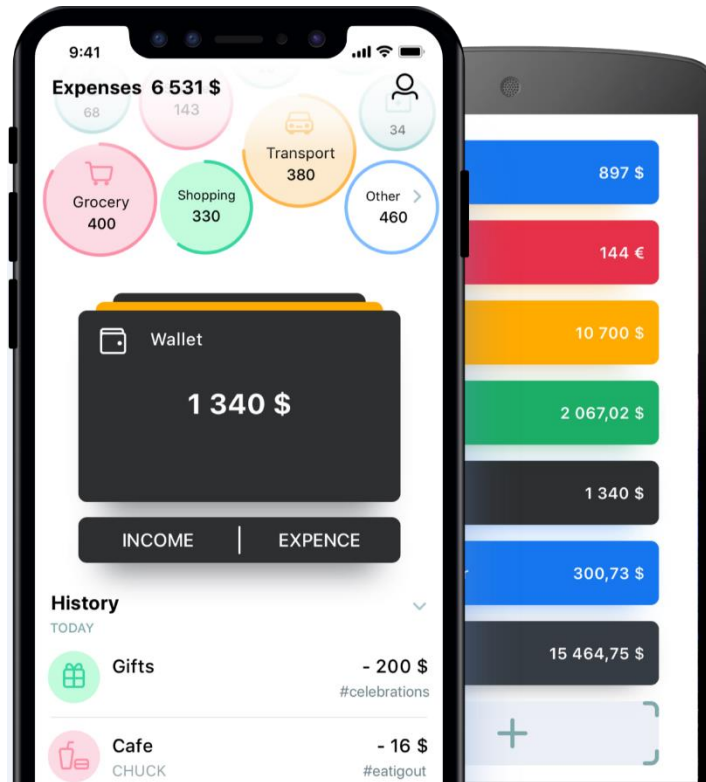 9:41
Expenses 6 531 $
68
143
34
Transport
380
Grocery
400
Shopping
330
Other
460
Wallet
1 340 $
INCOME | EXPENCE
History
TODAY
Gifts
- 200 $
#celebrations
Cafe
- 16 $
CHUCK
#eatigout
897 $
144 €
10 700 $
2 067,02 $
1 340 $
r 300,73 $
15 464,75 $